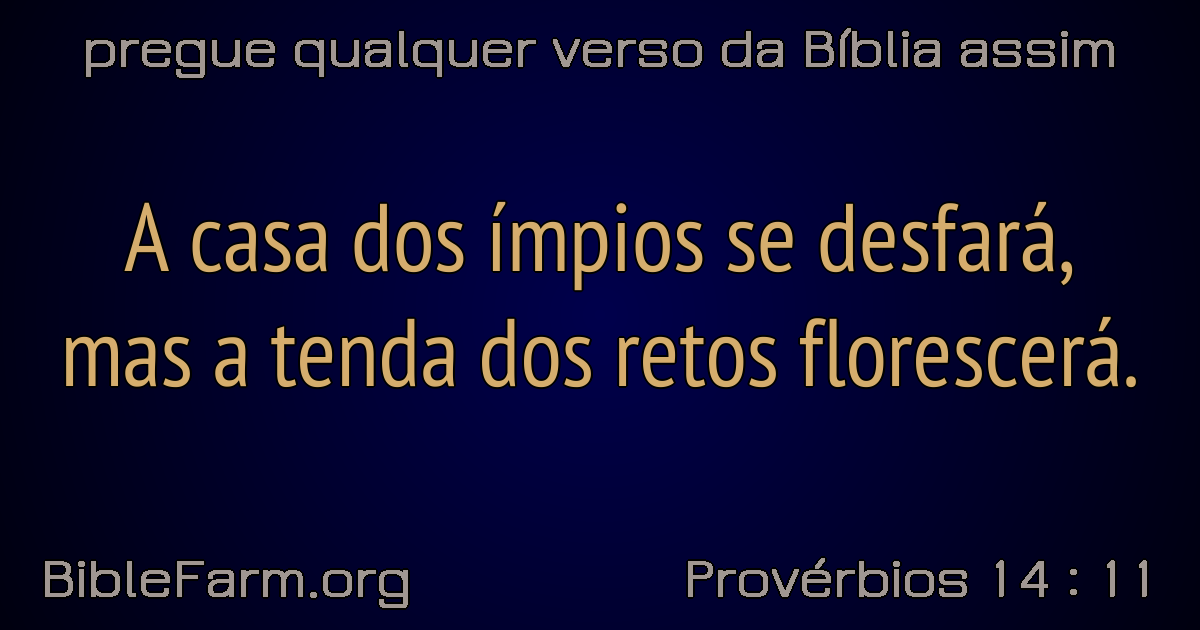 pregue qualquer verso da Bíblia assim
A casa dos ímpios se desfará,
mas a tenda dos retos florescerá.
BibleFarm.org
Provérbios 14 : 11